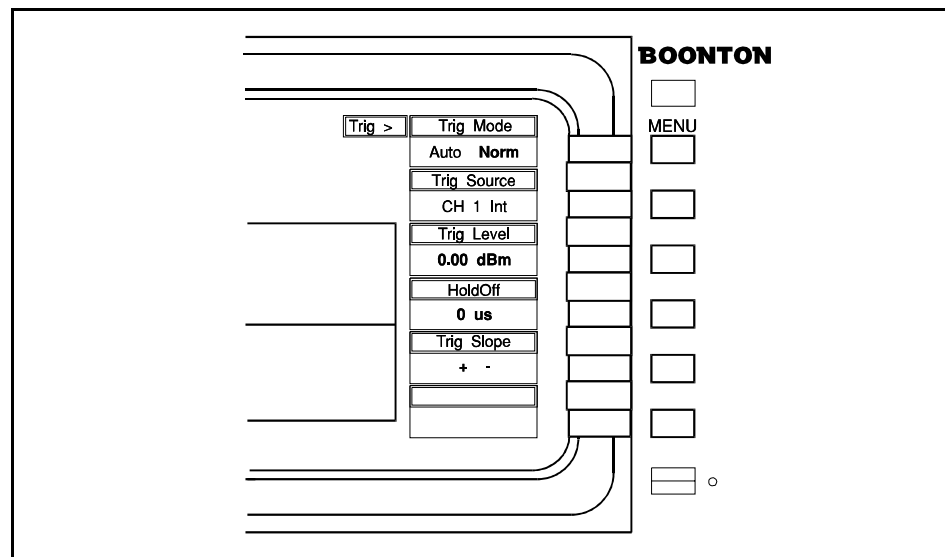 BOONTON
MENU
Trig >
Trig Mode
Auto Norm
Trig Source
CH 1 Int
Trig Level
0.00 dBm
HoldOff
0 us
Trig Slope
+ -